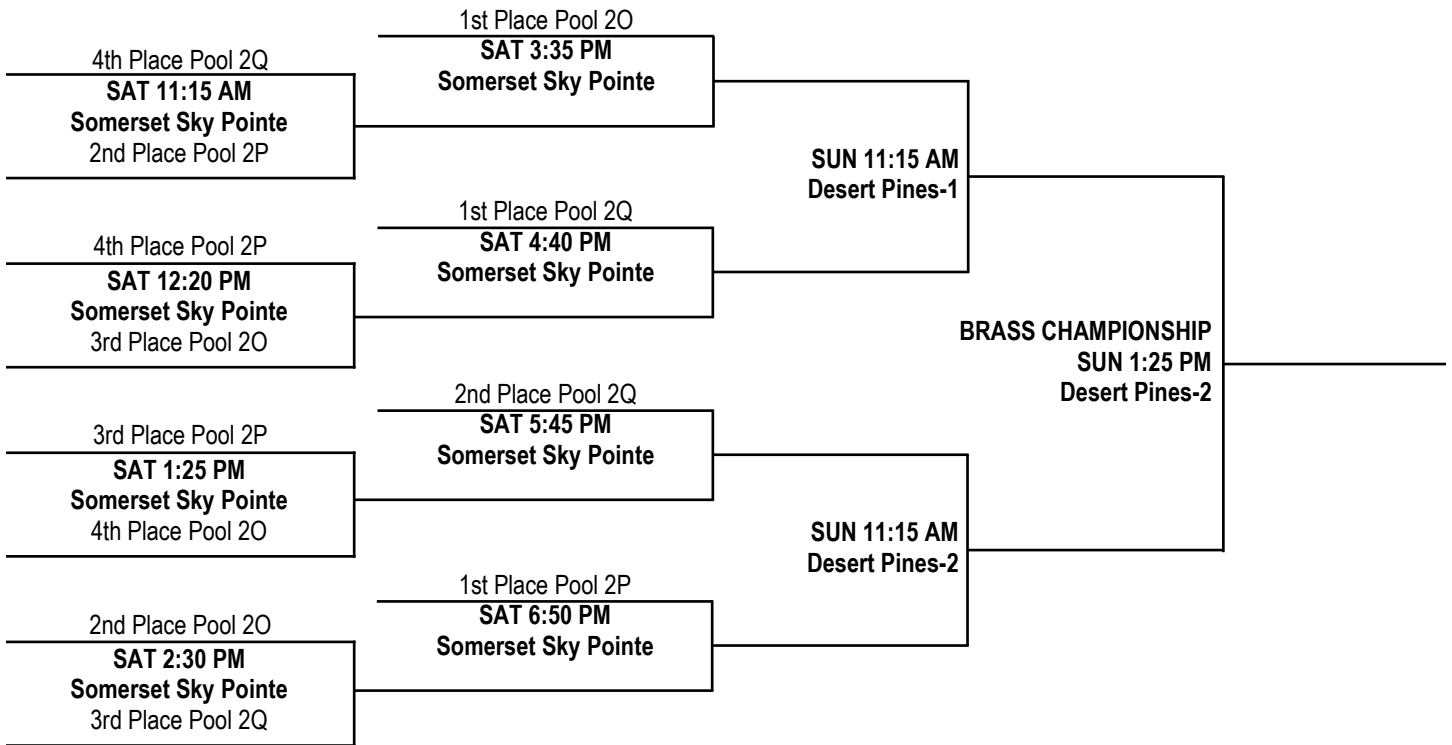 4th Place Pool 2Q
SAT 11:15 AM
Somerset Sky Pointe
2nd Place Pool 2P
4th Place Pool 2P
SAT 12:20 PM
Somerset Sky Pointe
3rd Place Pool 2O
3rd Place Pool 2P
SAT 1:25 PM
Somerset Sky Pointe
4th Place Pool 2O
2nd Place Pool 2O
SAT 2:30 PM
Somerset Sky Pointe
3rd Place Pool 2Q
1st Place Pool 2O
SAT 3:35 PM
Somerset Sky Pointe
1st Place Pool 2Q
SAT 4:40 PM
Somerset Sky Pointe
2nd Place Pool 2Q
SAT 5:45 PM
Somerset Sky Pointe
1st Place Pool 2P
SAT 6:50 PM
Somerset Sky Pointe
SUN 11:15 AM
Desert Pines-1
SUN 11:15 AM
Desert Pines-2
BRASS CHAMPIONSHIP
SUN 1:25 PM
Desert Pines-2